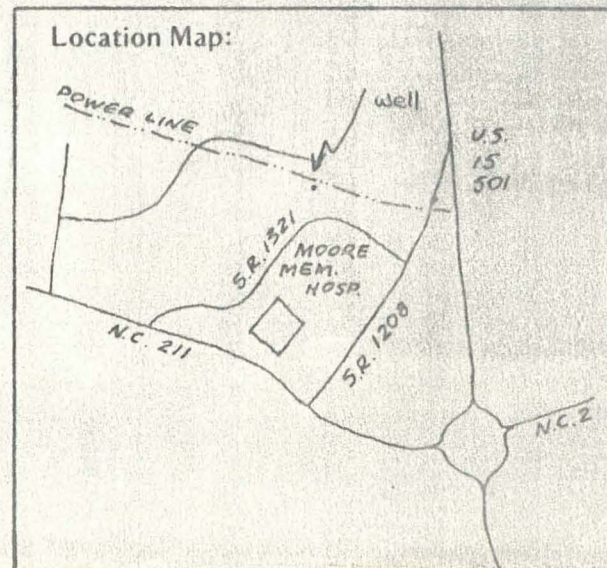 Location Map:
POWER LINE
well
U.S.
15
501
S.R. 1321
MOORE
MEM.
HOSP.
S.R. 1208
N.C. 211
N.C. 2